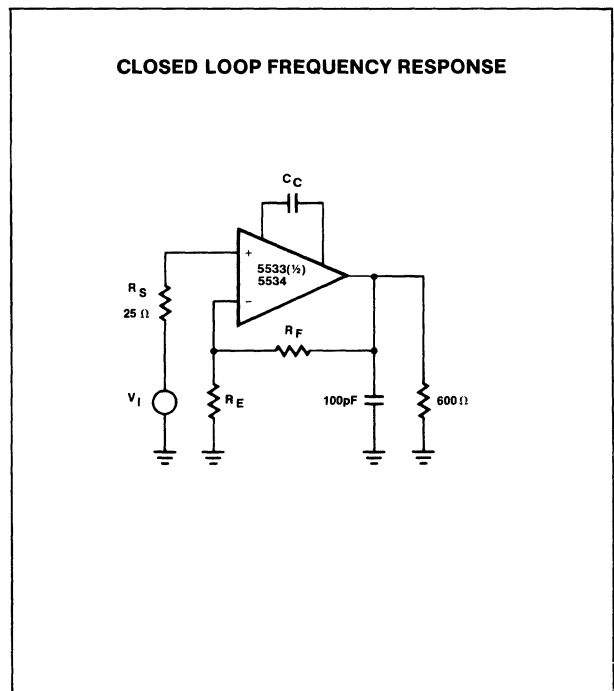 CLOSED LOOP FREQUENCY RESPONSE
CC
+
5533(½)
5534
−
RS
25 Ω
RF
VI
RE
100pF
600 Ω